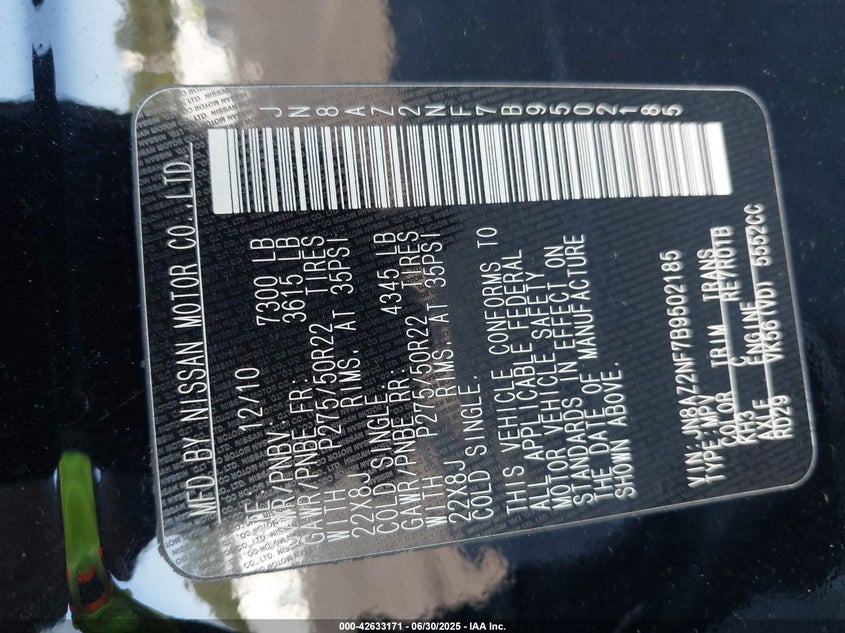 MFD BY NISSAN MOTOR CO.,LTD.
12/10
GVWR/PNBV: 7300 LB
GAWR/PNBE FR: 3615 LB
WITH P275/50R22 TIRES
22X8J RIMS, AT 35PSI
COLD SINGLE.
GAWR/PNBE RR: 4345 LB
WITH P275/50R22 TIRES
22X8J RIMS, AT 35PSI
COLD SINGLE.
THIS VEHICLE CONFORMS TO
ALL APPLICABLE FEDERAL
MOTOR VEHICLE SAFETY
STANDARDS IN EFFECT ON
THE DATE OF MANUFACTURE
SHOWN ABOVE.
JN8AZ2NF7B9502185
VIN:JN8AZ2NF7B9502185
TYPE:MPV
COLOR TRIM TRANS
KH3 C RE7R01B
AXLE ENGINE
RD29 VK56(VD) 5552CC
000-42633171 - 06/30/2025 - IAA Inc.